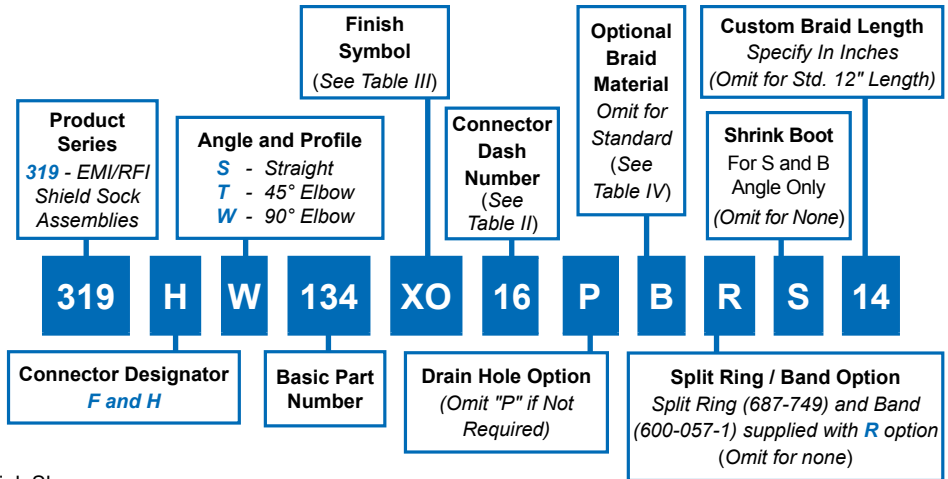 Product
Series
319 - EMI/RFI
Shield Sock
Assemblies
Angle and Profile
S - Straight
T - 45° Elbow
W - 90° Elbow
Finish
Symbol
(See Table III)
Connector
Dash
Number
(See
Table II)
Optional
Braid
Material
Omit for
Standard
(See
Table IV)
Shrink Boot
For S and B
Angle Only
(Omit for None)
Custom Braid Length
Specify In Inches
(Omit for Std. 12" Length)
319 H W 134 XO 16 P B R S 14
Connector Designator
F and H
Basic Part
Number
Drain Hole Option
(Omit "P" if Not
Required)
Split Ring / Band Option
Split Ring (687-749) and Band
(600-057-1) supplied with R option
(Omit for none)